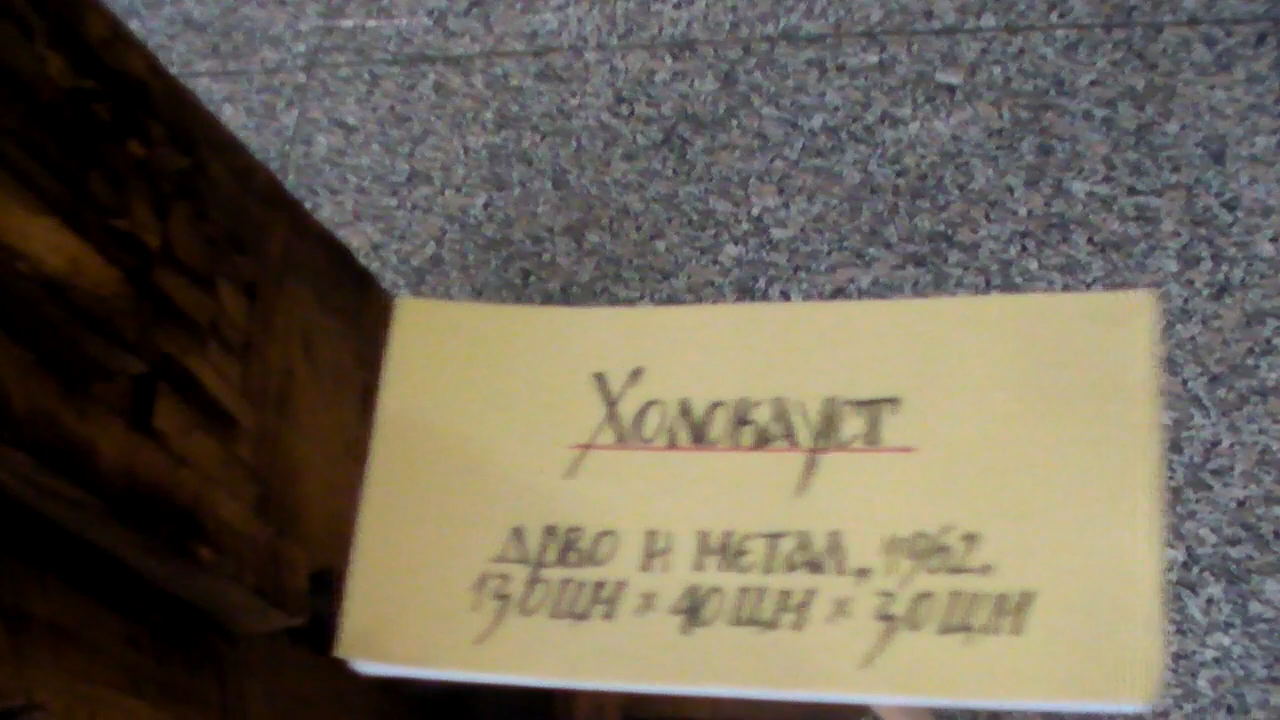 Холокауст
ДРВО И МЕТАЛ, 1962.
130ЦМ × 40ЦМ × 30ЦМ